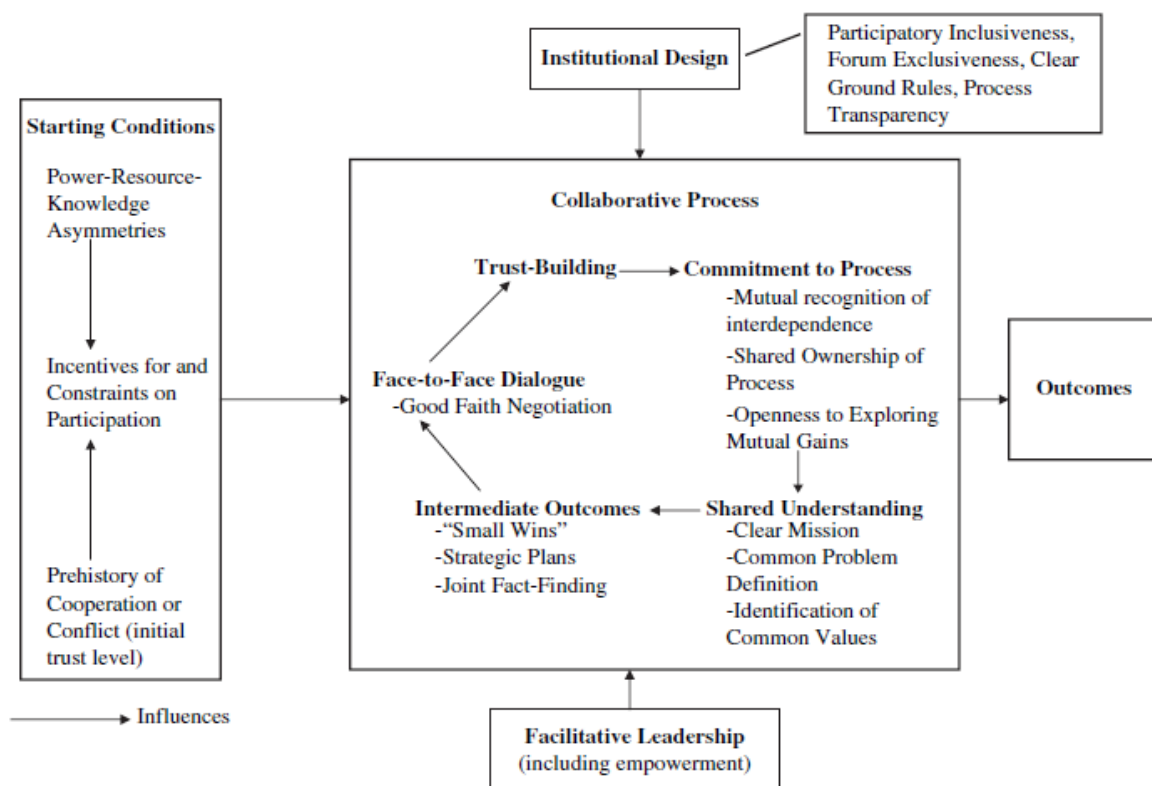 Institutional Design
Participatory Inclusiveness,
Forum Exclusiveness, Clear
Ground Rules, Process
Transparency
Starting Conditions
Power-Resource-
Knowledge
Asymmetries
Incentives for and
Constraints on
Participation
Prehistory of
Cooperation or
Conflict (initial
trust level)
Collaborative Process
Trust-Building
Commitment to Process
-Mutual recognition of
interdependence
-Shared Ownership of
Process
-Openness to Exploring
Mutual Gains
Face-to-Face Dialogue
-Good Faith Negotiation
Intermediate Outcomes
-“Small Wins”
-Strategic Plans
-Joint Fact-Finding
Shared Understanding
-Clear Mission
-Common Problem
Definition
-Identification of
Common Values
Outcomes
Influences
Facilitative Leadership
(including empowerment)